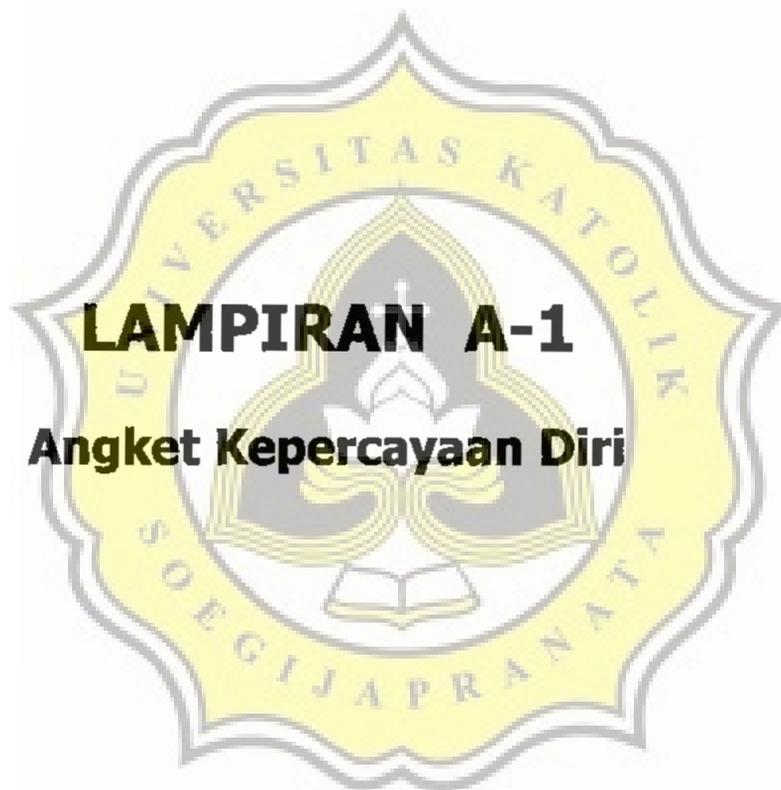 UNIVERSITAS KATOLIK
LAMPIRAN A-1
Angket Kepercayaan Diri
SOEGIJAPRANATA